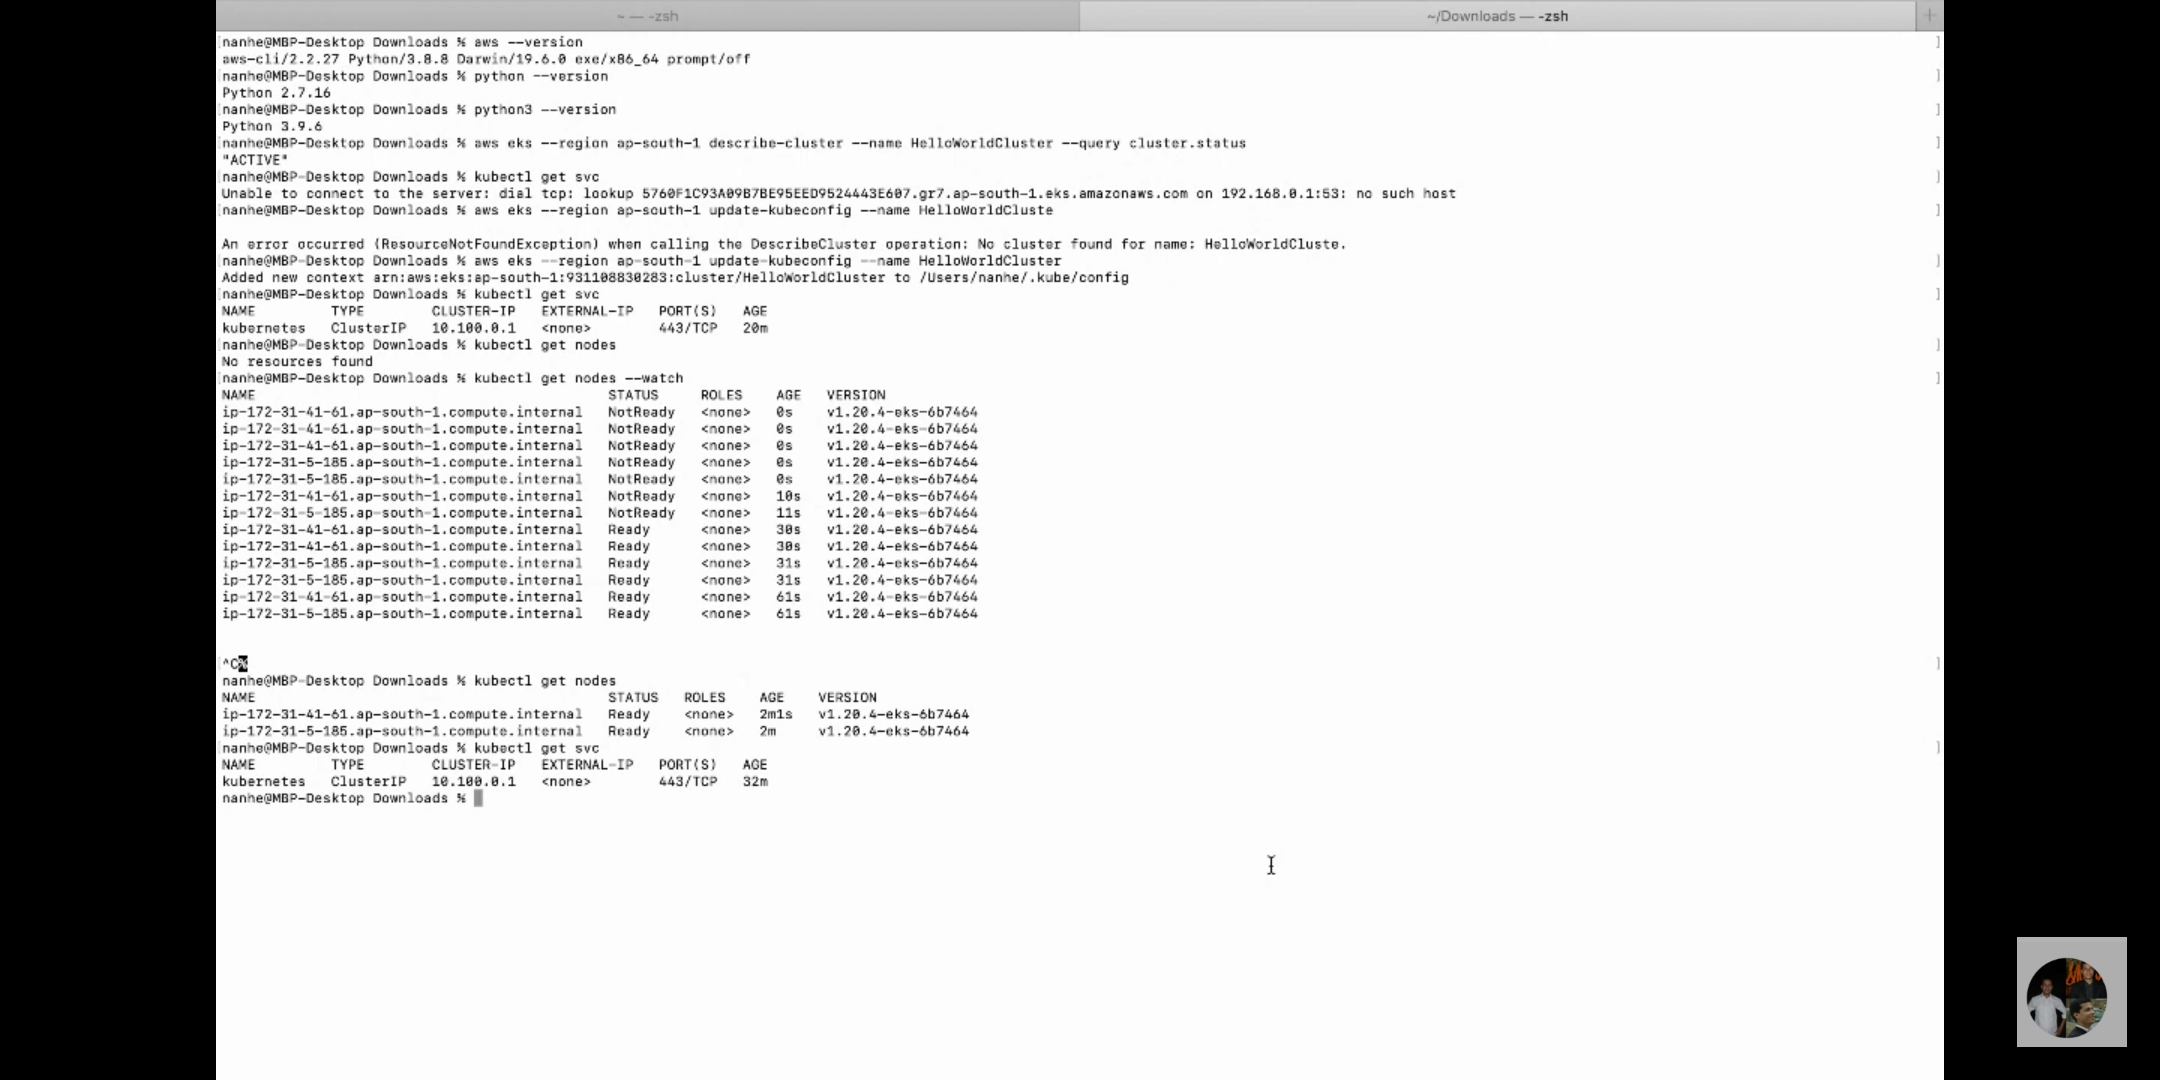 ~ — -zsh
~/Downloads — -zsh
nanhe@MBP-Desktop Downloads % aws --version
aws-cli/2.2.27 Python/3.8.8 Darwin/19.6.0 exe/x86_64 prompt/off
nanhe@MBP-Desktop Downloads % python --version
Python 2.7.16
nanhe@MBP-Desktop Downloads % python3 --version
Python 3.9.6
nanhe@MBP-Desktop Downloads % aws eks --region ap-south-1 describe-cluster --name HelloWorldCluster --query cluster.status
"ACTIVE"
nanhe@MBP-Desktop Downloads % kubectl get svc
Unable to connect to the server: dial tcp: lookup 5760F1C93A09B7BE95EED9524443E607.gr7.ap-south-1.eks.amazonaws.com on 192.168.0.1:53: no such host
nanhe@MBP-Desktop Downloads % aws eks --region ap-south-1 update-kubeconfig --name HelloWorldCluste
An error occurred (ResourceNotFoundException) when calling the DescribeCluster operation: No cluster found for name: HelloWorldCluste.
nanhe@MBP-Desktop Downloads % aws eks --region ap-south-1 update-kubeconfig --name HelloWorldCluster
Added new context arn:aws:eks:ap-south-1:931108830283:cluster/HelloWorldCluster to /Users/nanhe/.kube/config
nanhe@MBP-Desktop Downloads % kubectl get svc
NAME TYPE CLUSTER-IP EXTERNAL-IP PORT(S) AGE
kubernetes ClusterIP 10.100.0.1 <none> 443/TCP 20m
nanhe@MBP-Desktop Downloads % kubectl get nodes
No resources found
nanhe@MBP-Desktop Downloads % kubectl get nodes --watch
NAME STATUS ROLES AGE VERSION
ip-172-31-41-61.ap-south-1.compute.internal NotReady <none> 0s v1.20.4-eks-6b7464
ip-172-31-41-61.ap-south-1.compute.internal NotReady <none> 0s v1.20.4-eks-6b7464
ip-172-31-41-61.ap-south-1.compute.internal NotReady <none> 0s v1.20.4-eks-6b7464
ip-172-31-5-185.ap-south-1.compute.internal NotReady <none> 0s v1.20.4-eks-6b7464
ip-172-31-5-185.ap-south-1.compute.internal NotReady <none> 0s v1.20.4-eks-6b7464
ip-172-31-41-61.ap-south-1.compute.internal NotReady <none> 10s v1.20.4-eks-6b7464
ip-172-31-5-185.ap-south-1.compute.internal NotReady <none> 11s v1.20.4-eks-6b7464
ip-172-31-41-61.ap-south-1.compute.internal Ready <none> 30s v1.20.4-eks-6b7464
ip-172-31-41-61.ap-south-1.compute.internal Ready <none> 30s v1.20.4-eks-6b7464
ip-172-31-5-185.ap-south-1.compute.internal Ready <none> 31s v1.20.4-eks-6b7464
ip-172-31-5-185.ap-south-1.compute.internal Ready <none> 31s v1.20.4-eks-6b7464
ip-172-31-41-61.ap-south-1.compute.internal Ready <none> 61s v1.20.4-eks-6b7464
ip-172-31-5-185.ap-south-1.compute.internal Ready <none> 61s v1.20.4-eks-6b7464
^C%
nanhe@MBP-Desktop Downloads % kubectl get nodes
NAME STATUS ROLES AGE VERSION
ip-172-31-41-61.ap-south-1.compute.internal Ready <none> 2m1s v1.20.4-eks-6b7464
ip-172-31-5-185.ap-south-1.compute.internal Ready <none> 2m v1.20.4-eks-6b7464
nanhe@MBP-Desktop Downloads % kubectl get svc
NAME TYPE CLUSTER-IP EXTERNAL-IP PORT(S) AGE
kubernetes ClusterIP 10.100.0.1 <none> 443/TCP 32m
nanhe@MBP-Desktop Downloads %